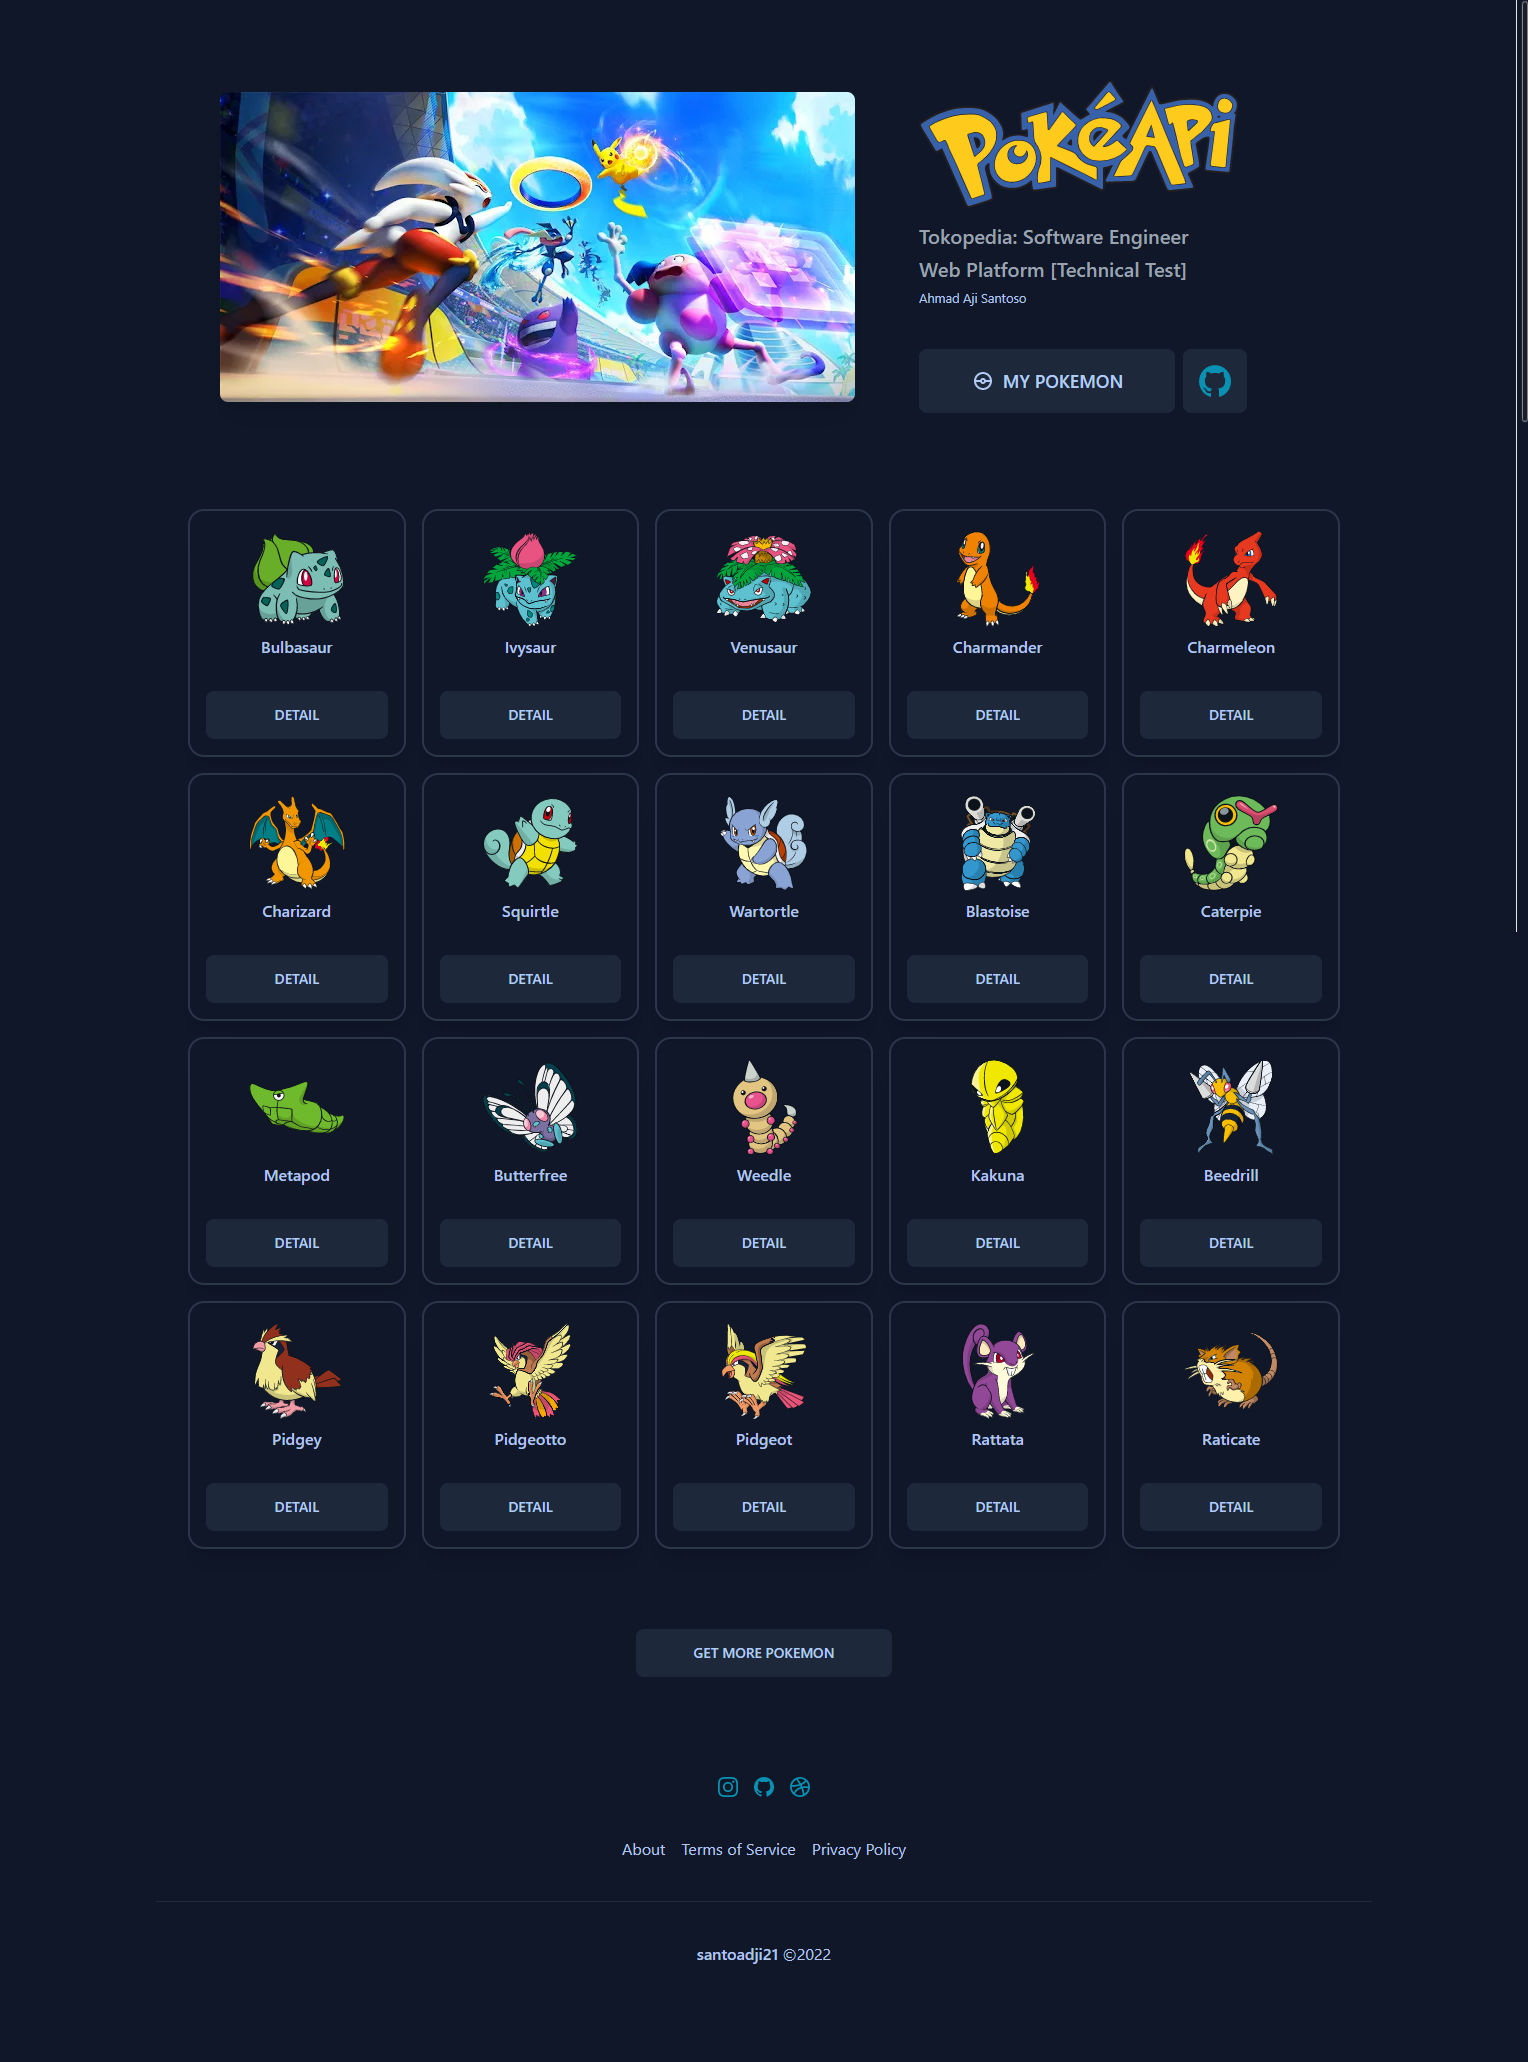 PokéAPi
Tokopedia: Software Engineer
Web Platform [Technical Test]
Ahmad Aji Santoso
MY POKEMON
Bulbasaur
Ivysaur
Venusaur
Charmander
Charmeleon
DETAIL
DETAIL
DETAIL
DETAIL
DETAIL
Charizard
Squirtle
Wartortle
Blastoise
Caterpie
DETAIL
DETAIL
DETAIL
DETAIL
DETAIL
Metapod
Butterfree
Weedle
Kakuna
Beedrill
DETAIL
DETAIL
DETAIL
DETAIL
DETAIL
Pidgey
Pidgeotto
Pidgeot
Rattata
Raticate
DETAIL
DETAIL
DETAIL
DETAIL
DETAIL
GET MORE POKEMON
About Terms of Service Privacy Policy
santoadji21 ©2022